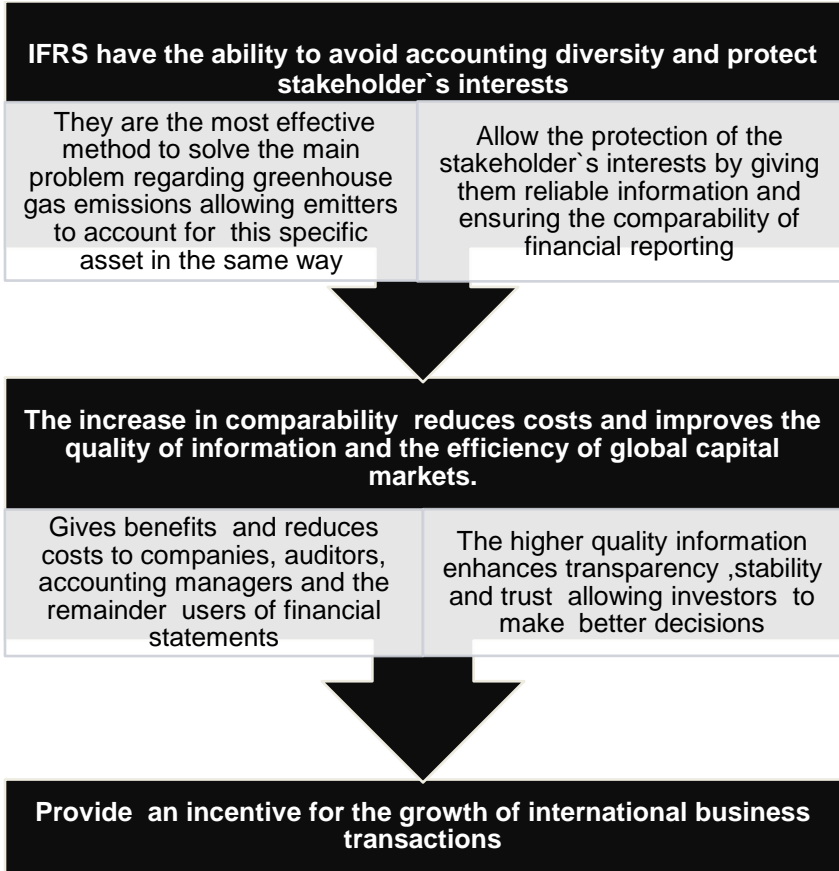 IFRS have the ability to avoid accounting diversity and protect
stakeholder`s interests
They are the most effective
method to solve the main
problem regarding greenhouse
gas emissions allowing emitters
to account for  this specific
asset in the same way
Allow the protection of the
stakeholder`s interests by giving
them reliable information and
ensuring the comparability of
financial reporting
The increase in comparability  reduces costs and improves the
quality of information and the efficiency of global capital
markets.
Gives benefits  and reduces
costs to companies, auditors,
accounting managers and the
remainder  users of financial
statements
The higher quality information
enhances transparency ,stability
and trust  allowing investors  to
make  better decisions
Provide  an incentive for the growth of international business
transactions